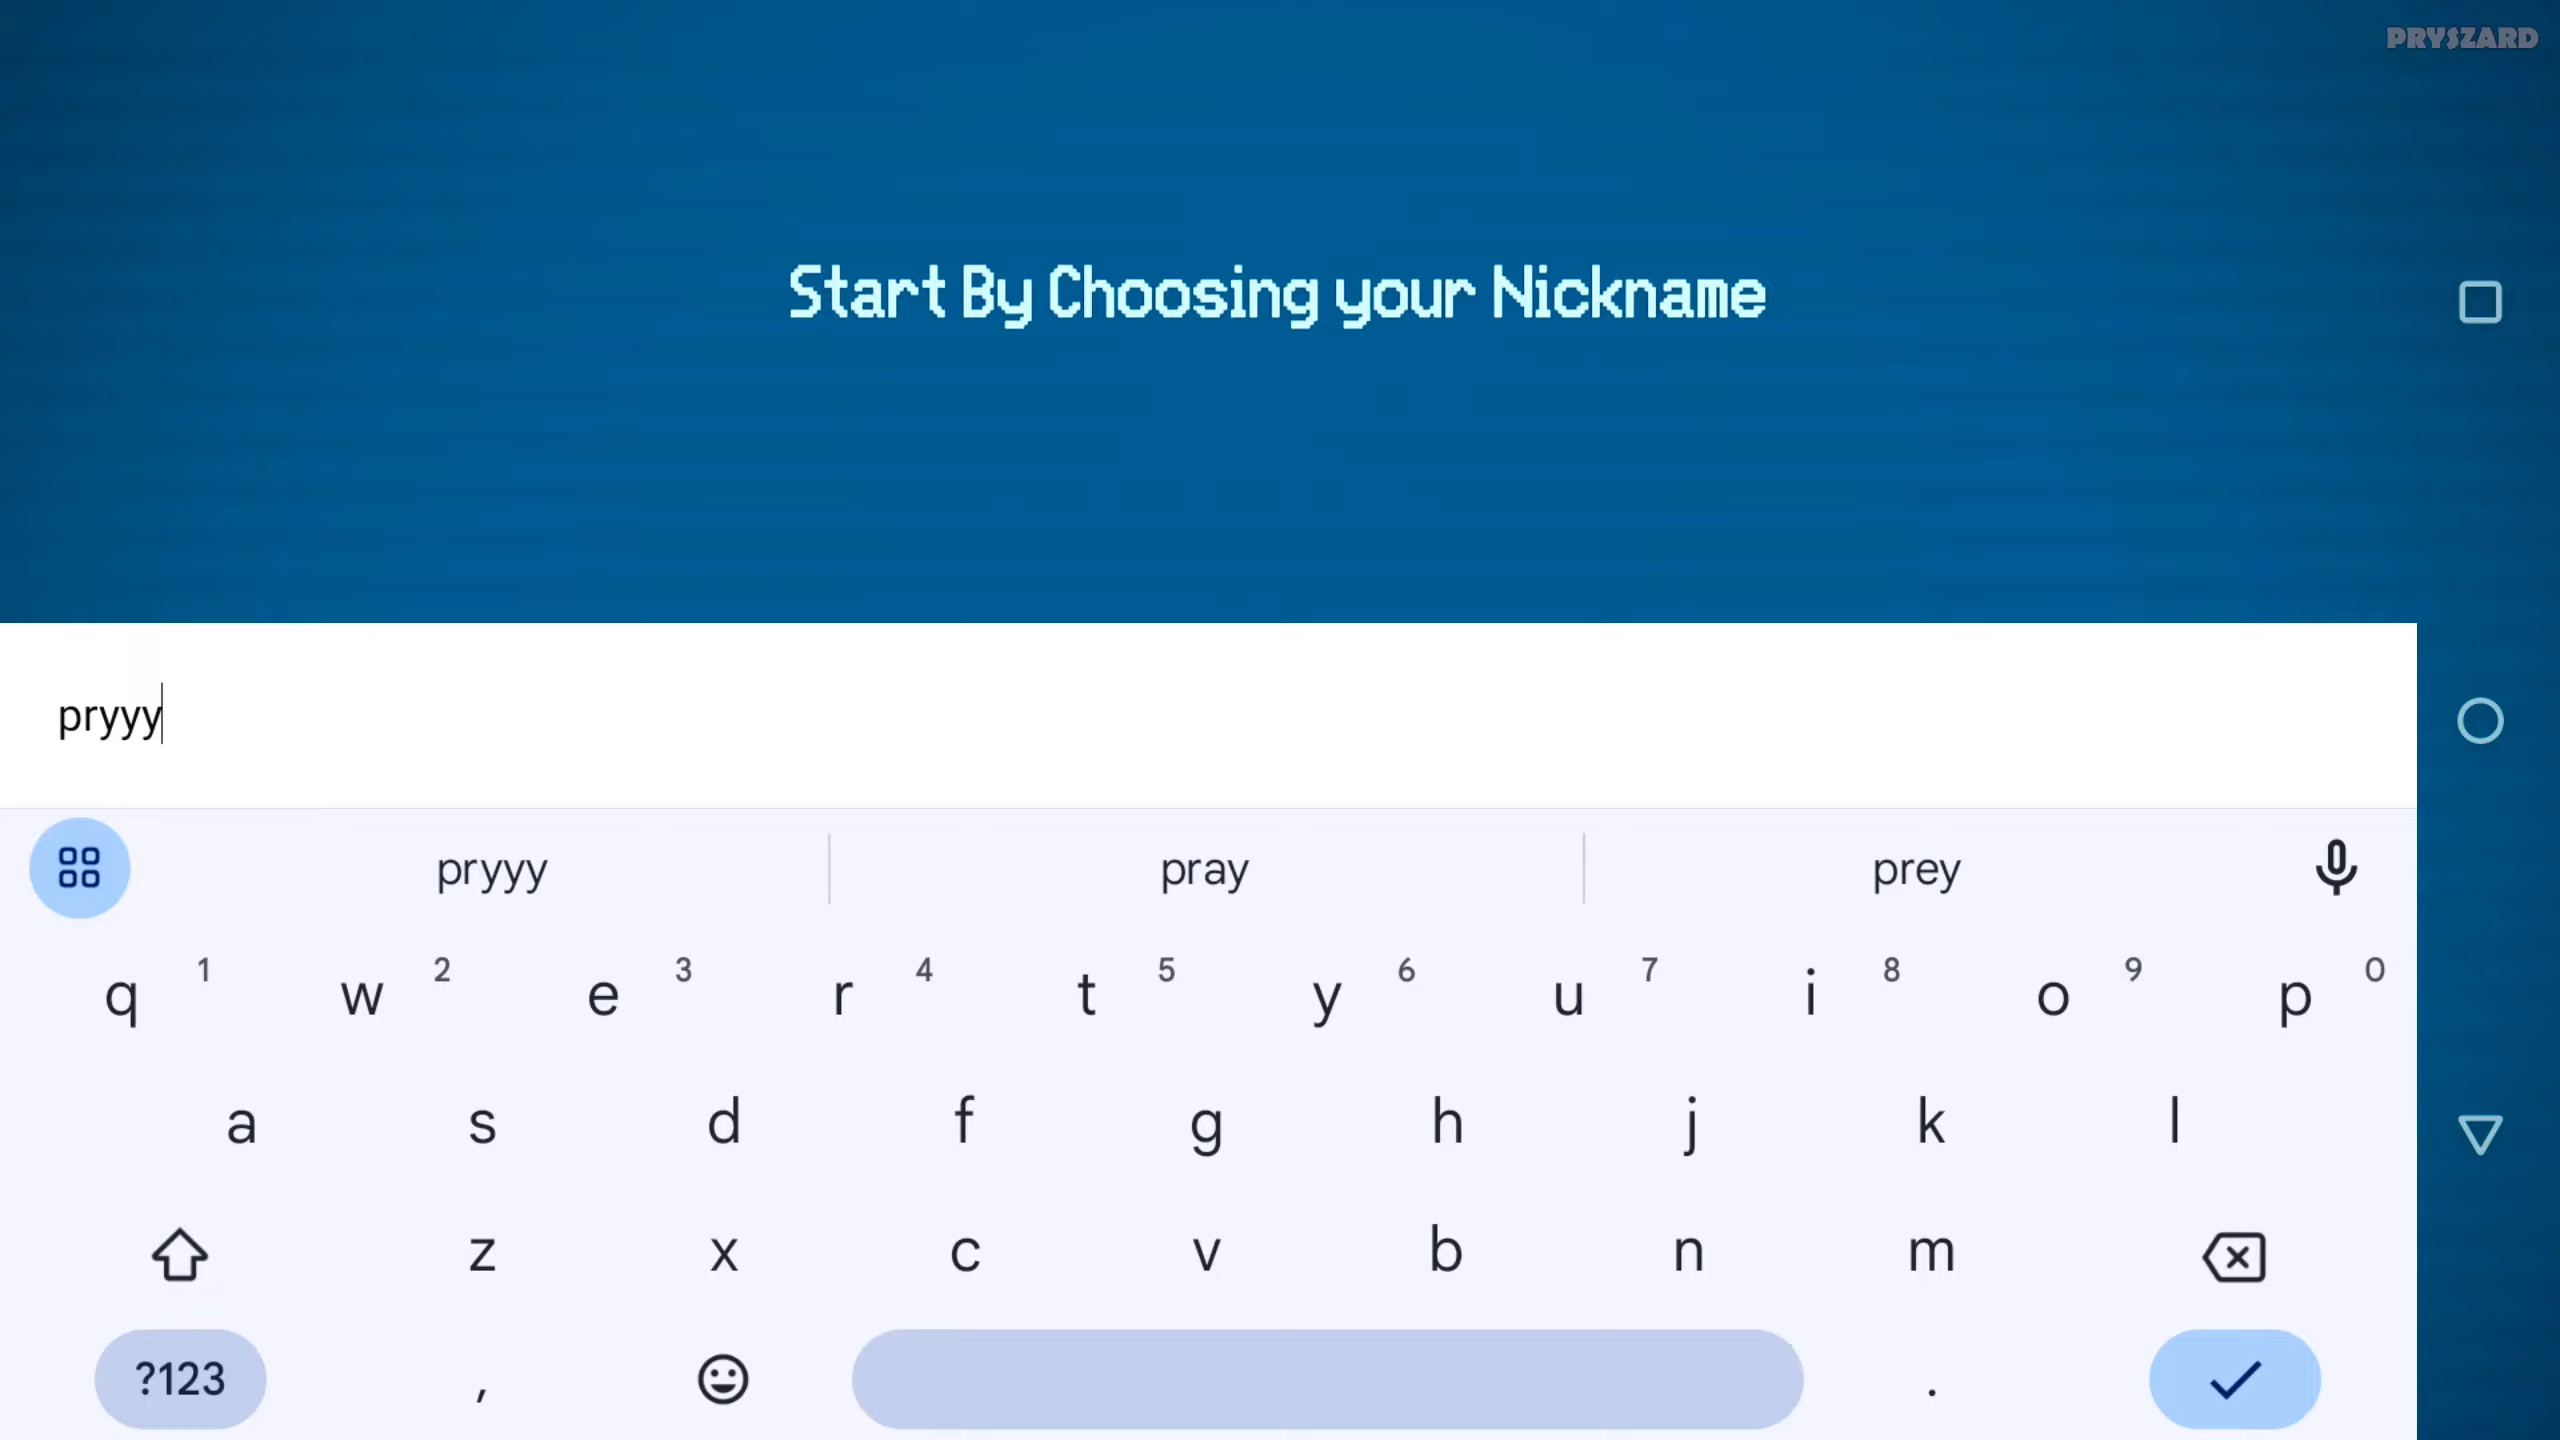 PRYSZARD
Start By Choosing your Nickname
pryyy
pryyy pray prey
q 1 w 2 e 3 r 4 t 5 y 6 u 7 i 8 o 9 p 0
a s d f g h j k l
z x c v b n m
?123 , .